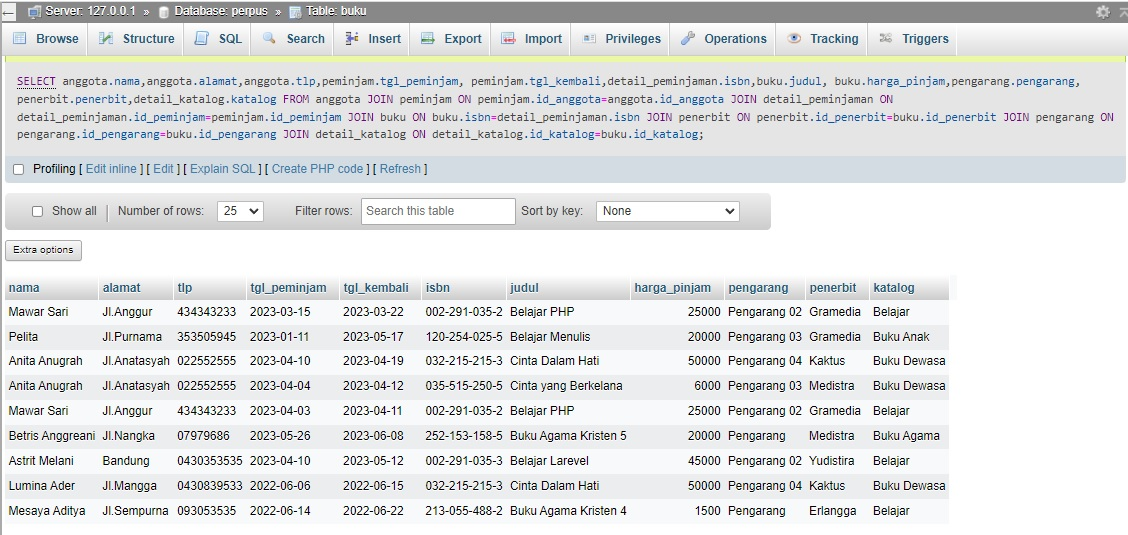 Server: 127.0.0.1 » Database: perpus » Table: buku
Browse Structure SQL Search Insert Export Import Privileges Operations Tracking Triggers
SELECT anggota.nama,anggota.alamat,anggota.tlp,peminjam.tgl_peminjam, peminjam.tgl_kembali,detail_peminjaman.isbn,buku.judul, buku.harga_pinjam,pengarang.pengarang,
penerbit.penerbit,detail_katalog.katalog FROM anggota JOIN peminjam ON peminjam.id_anggota=anggota.id_anggota JOIN detail_peminjaman ON
detail_peminjaman.id_peminjam=peminjam.id_peminjam JOIN buku ON buku.isbn=detail_peminjaman.isbn JOIN penerbit ON penerbit.id_penerbit=buku.id_penerbit JOIN pengarang ON
pengarang.id_pengarang=buku.id_pengarang JOIN detail_katalog ON detail_katalog.id_katalog=buku.id_katalog;
Profiling [ Edit inline ] [ Edit ] [ Explain SQL ] [ Create PHP code ] [ Refresh ]
Show all Number of rows: 25 Filter rows: Search this table Sort by key: None
Extra options
nama alamat tlp tgl_peminjam tgl_kembali isbn judul harga_pinjam pengarang penerbit katalog
Mawar Sari Jl.Anggur 434343233 2023-03-15 2023-03-22 002-291-035-2 Belajar PHP 25000 Pengarang 02 Gramedia Belajar
Pelita Jl.Purnama 353505945 2023-01-11 2023-05-17 120-254-025-5 Belajar Menulis 20000 Pengarang 03 Gramedia Buku Anak
Anita Anugrah Jl.Anatasyah 022552555 2023-04-10 2023-04-19 032-215-215-3 Cinta Dalam Hati 50000 Pengarang 04 Kaktus Buku Dewasa
Anita Anugrah Jl.Anatasyah 022552555 2023-04-04 2023-04-12 035-515-250-5 Cinta yang Berkelana 6000 Pengarang 03 Medistra Buku Dewasa
Mawar Sari Jl.Anggur 434343233 2023-04-03 2023-04-11 002-291-035-2 Belajar PHP 25000 Pengarang 02 Gramedia Belajar
Betris Anggreani Jl.Nangka 07979686 2023-05-26 2023-06-08 252-153-158-5 Buku Agama Kristen 5 20000 Pengarang Medistra Buku Agama
Astrit Melani Bandung 0430353535 2023-04-10 2023-05-12 002-291-035-3 Belajar Larevel 45000 Pengarang 02 Yudistira Belajar
Lumina Ader Jl.Mangga 0430839533 2022-06-06 2022-06-15 032-215-215-3 Cinta Dalam Hati 50000 Pengarang 04 Kaktus Buku Dewasa
Mesaya Aditya Jl.Sempurna 093053535 2022-06-14 2022-06-22 213-055-488-2 Buku Agama Kristen 4 1500 Pengarang Erlangga Belajar